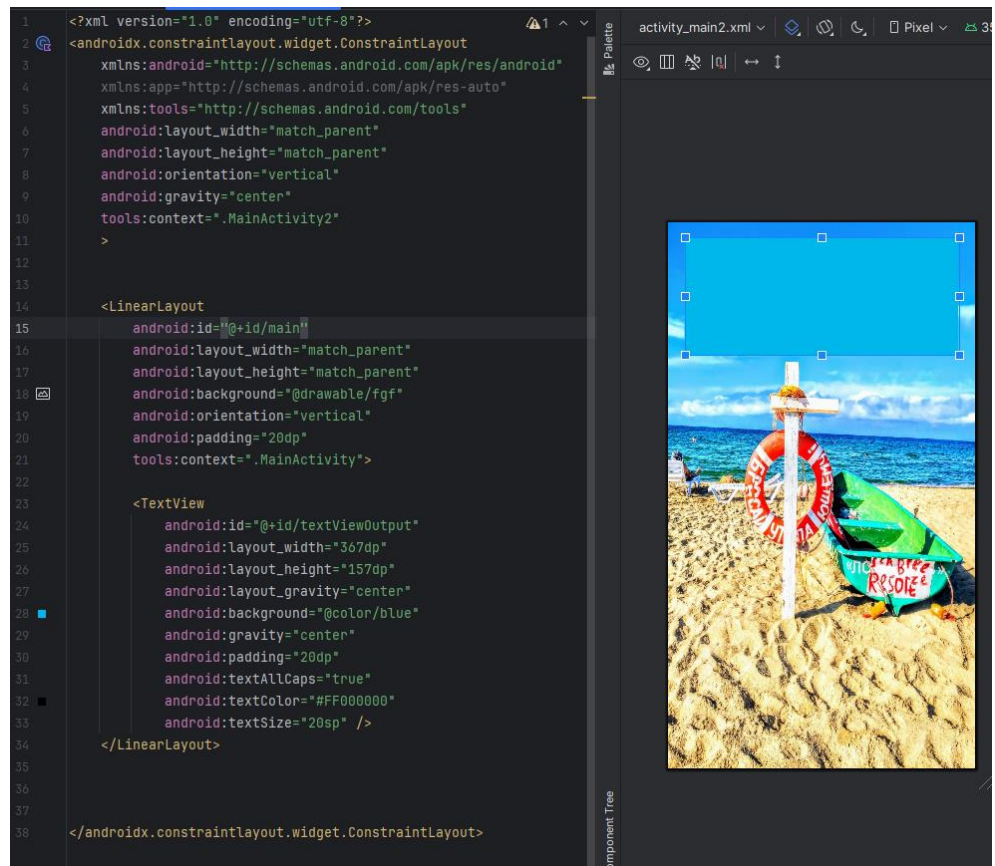 activity_main2.xml
Pixel
35
1
Palette
1 <?xml version="1.0" encoding="utf-8"?>
2 <androidx.constraintlayout.widget.ConstraintLayout
3 xmlns:android="http://schemas.android.com/apk/res/android"
4 xmlns:app="http://schemas.android.com/apk/res-auto"
5 xmlns:tools="http://schemas.android.com/tools"
6 android:layout_width="match_parent"
7 android:layout_height="match_parent"
8 android:orientation="vertical"
9 android:gravity="center"
10 tools:context=".MainActivity2"
11 >
12
13
14 <LinearLayout
15 android:id="@+id/main"
16 android:layout_width="match_parent"
17 android:layout_height="match_parent"
18 android:background="@drawable/fgf"
19 android:orientation="vertical"
20 android:padding="20dp"
21 tools:context=".MainActivity">
22
23 <TextView
24 android:id="@+id/textViewOutput"
25 android:layout_width="367dp"
26 android:layout_height="157dp"
27 android:layout_gravity="center"
28 android:background="@color/blue"
29 android:gravity="center"
30 android:padding="20dp"
31 android:textAllCaps="true"
32 android:textColor="#FF000000"
33 android:textSize="20sp" />
34 </LinearLayout>
35
36
37
38 </androidx.constraintlayout.widget.ConstraintLayout>
mponent Tree